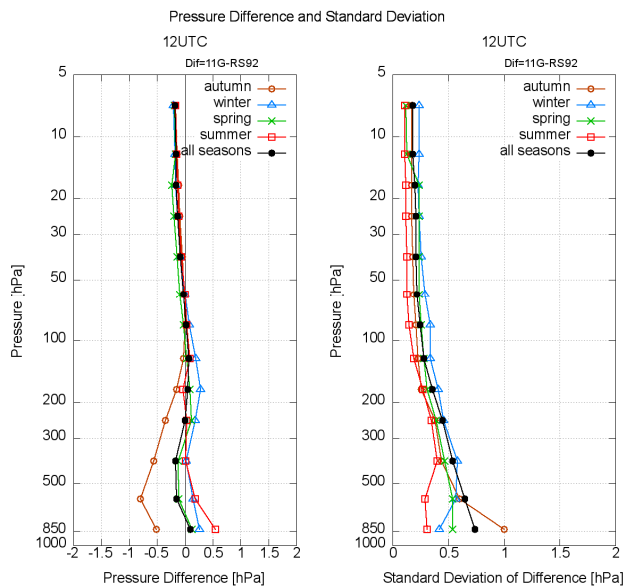 Pressure Difference and Standard Deviation
12UTC
Dif=11G-RS92
autumn
winter
spring
summer
all seasons
5
10
20
30
50
100
200
300
500
850
1000
Pressure [hPa]
-2 -1.5 -1 -0.5 0 0.5 1 1.5 2
Pressure Difference [hPa]
12UTC
Dif=11G-RS92
autumn
winter
spring
summer
all seasons
5
10
20
30
50
100
200
300
500
850
1000
Pressure [hPa]
0 0.5 1 1.5 2
Standard Deviation of Difference [hPa]